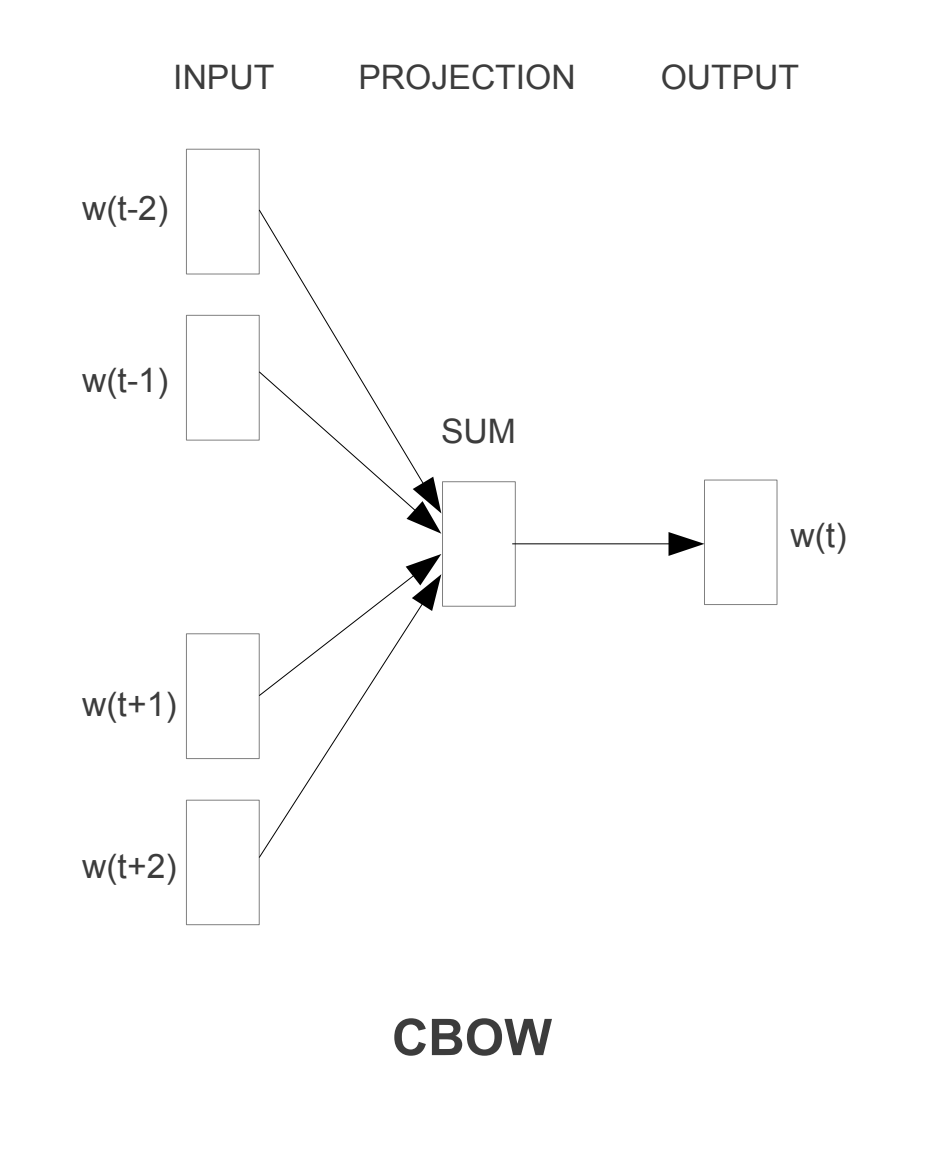 INPUT PROJECTION OUTPUT
w(t-2)
w(t-1)
SUM
w(t)
w(t+1)
w(t+2)
CBOW